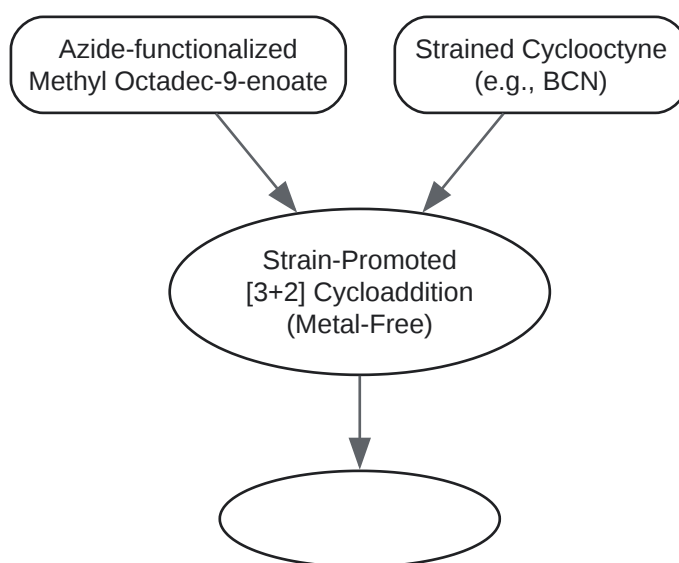 Azide-functionalized
Methyl Octadec-9-enoate
Strained Cyclooctyne
(e.g., BCN)
Strain-Promoted
[3+2] Cycloaddition
(Metal-Free)